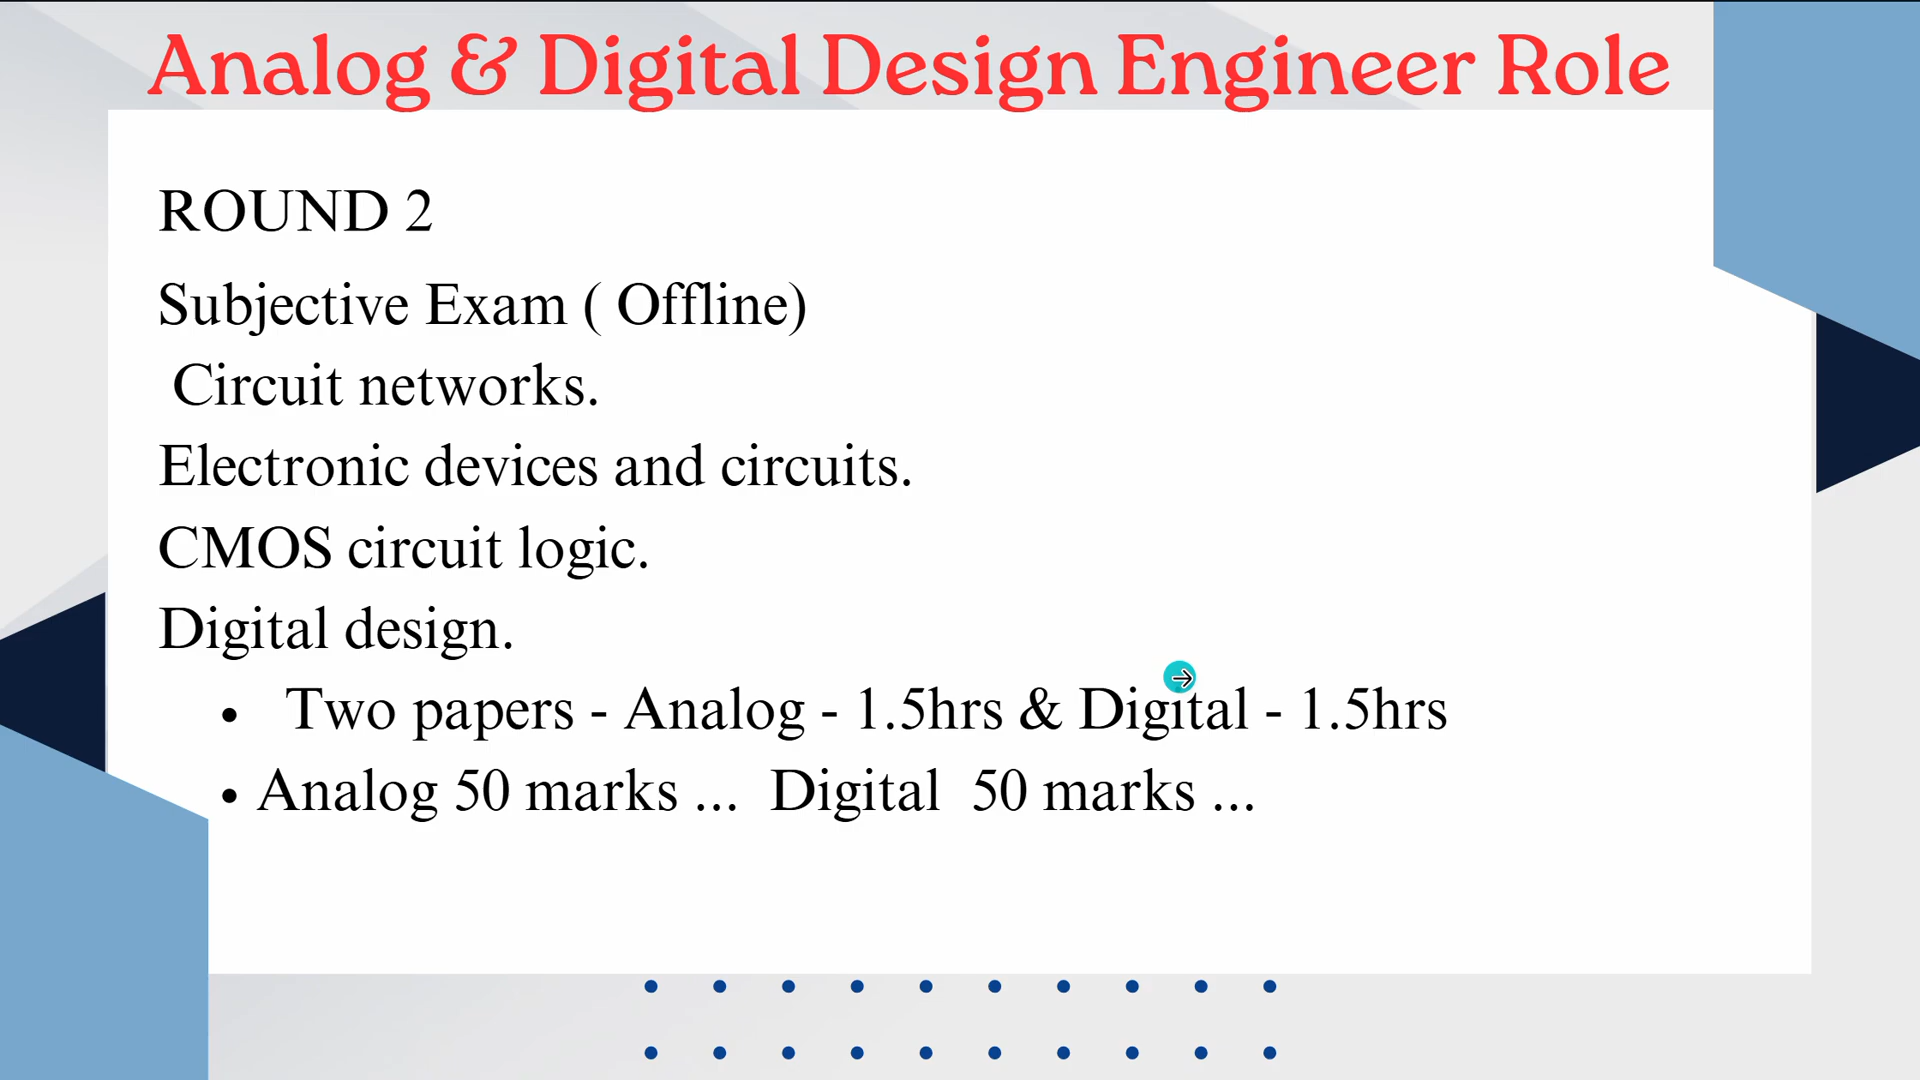 Analog & Digital Design Engineer Role
ROUND 2
Subjective Exam ( Offline)
Circuit networks.
Electronic devices and circuits.
CMOS circuit logic.
Digital design.
• Two papers - Analog - 1.5hrs & Digital - 1.5hrs
• Analog 50 marks ... Digital 50 marks ...